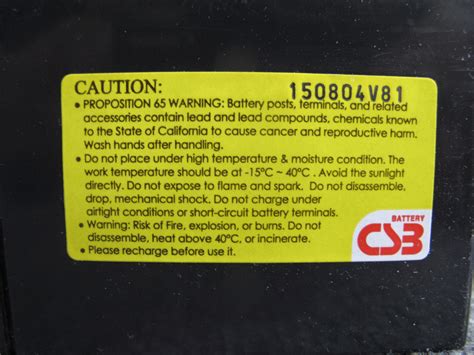 CAUTION: 150804V81
• PROPOSITION 65 WARNING: Battery posts, terminals, and related
accessories contain lead and lead compounds, chemicals known
to the State of California to cause cancer and reproductive harm.
Wash hands after handling.
• Do not place under high temperature & moisture condition. The
work temperature should be at -15°C ~ 40°C . Avoid the sunlight
directly. Do not expose to flame and spark. Do not disassemble,
drop, mechanical shock. Do not charge under
airtight conditions or short-circuit battery terminals.
• Warning: Risk of Fire, explosion, or burns. Do not
disassemble, heat above 40°C, or incinerate.
• Please recharge before use it.
BATTERY
CSB